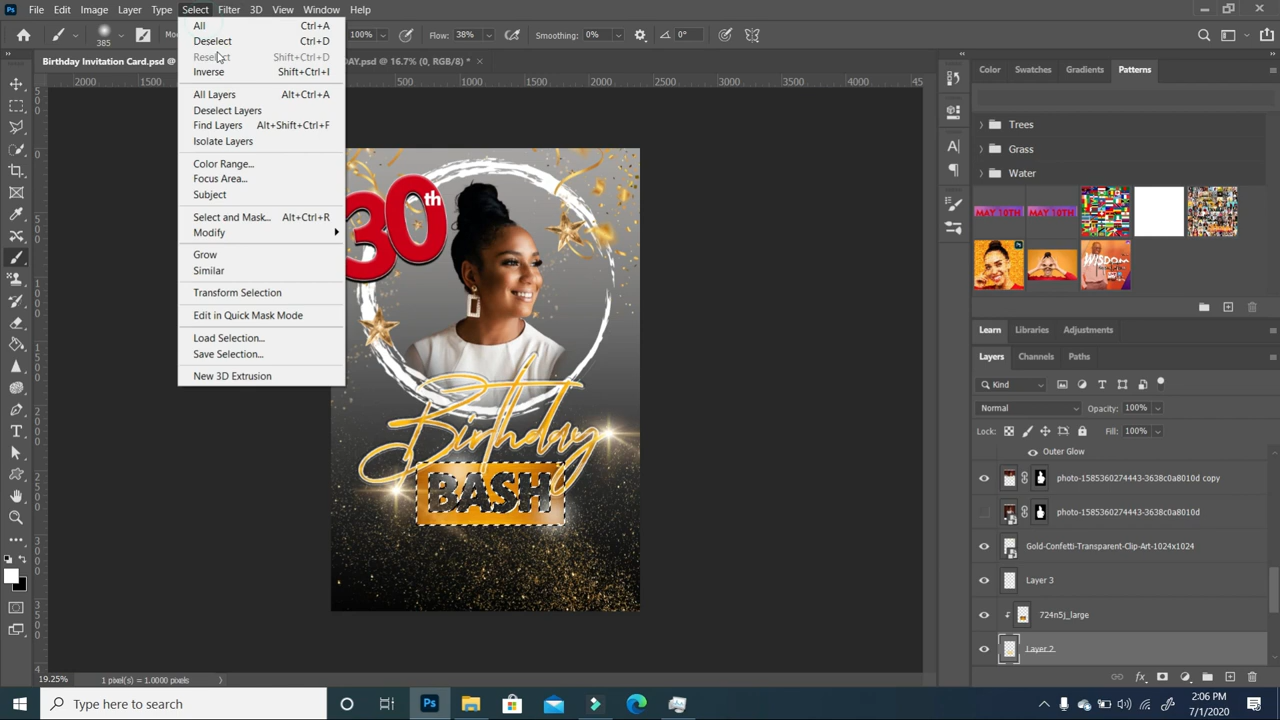 Ps File Edit Image Layer Type Select Filter 3D View Window Help
385 Mo 100% Flow: 38% Smoothing: 0% 0°
Birthday Invitation Card.psd @ DAY.psd @ 16.7% (0, RGB/8) *
All Ctrl+A
Deselect Ctrl+D
Reselect Shift+Ctrl+D
Inverse Shift+Ctrl+I
All Layers Alt+Ctrl+A
Deselect Layers
Find Layers Alt+Shift+Ctrl+F
Isolate Layers
Color Range...
Focus Area...
Subject
Select and Mask... Alt+Ctrl+R
Modify
Grow
Similar
Transform Selection
Edit in Quick Mask Mode
Load Selection...
Save Selection...
New 3D Extrusion
2000 1500 500 1000 1500 2000 2500 3000 3500 4000 45
30th
Birthday
BASH
Color Swatches Gradients Patterns
Trees
Grass
Water
MAY 10TH MAY 10TH
WISDOM
Learn Libraries Adjustments
Layers Channels Paths
Kind
Normal Opacity: 100%
Lock: Fill: 100%
Outer Glow
photo-1585360274443-3638c0a8010d copy
photo-1585360274443-3638c0a8010d
Gold-Confetti-Transparent-Clip-Art-1024x1024
Layer 3
724n5j_large
Layer 2
19.25% 1 pixel(s) = 1.0000 pixels
Type here to search
2:06 PM
7/1/2020